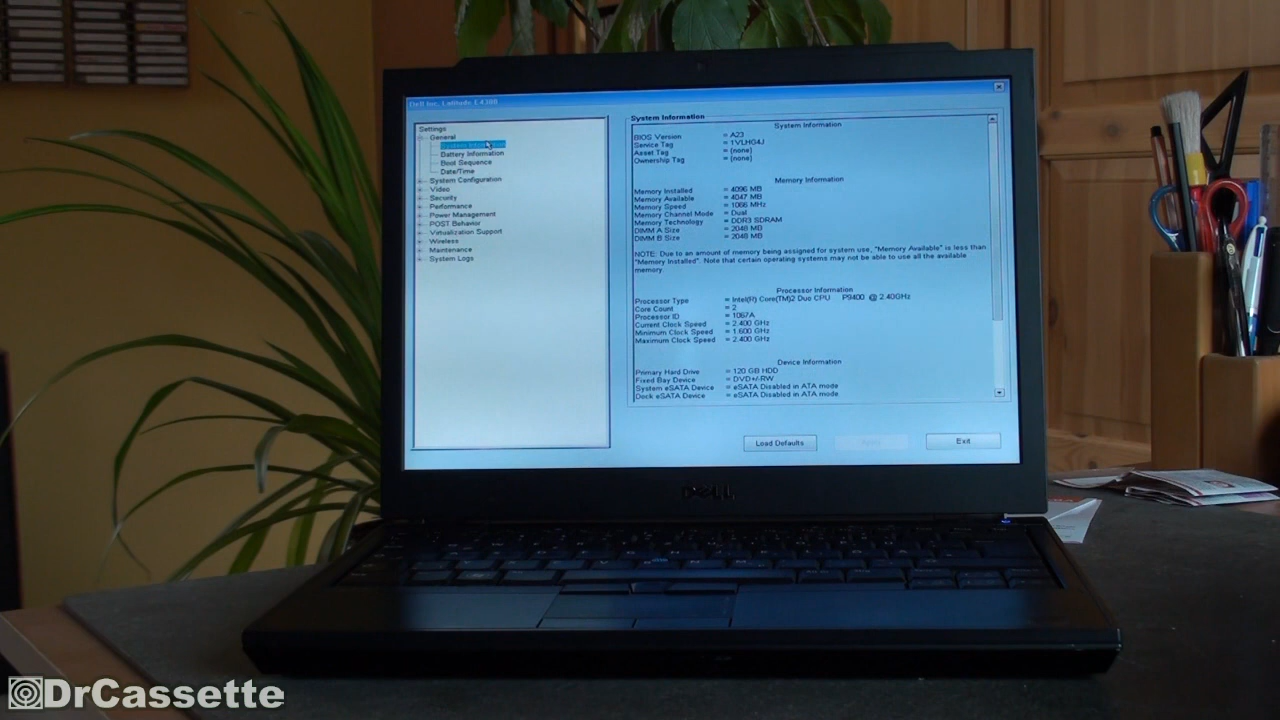 Dell Inc. Latitude E4300
Settings
General
System Information
Battery Information
Boot Sequence
Date/Time
System Configuration
Video
Security
Performance
Power Management
POST Behavior
Virtualization Support
Wireless
Maintenance
System Logs
System Information
System Information
BIOS Version = A23
Service Tag = 1VLHG4J
Asset Tag = (none)
Ownership Tag = (none)
Memory Information
Memory Installed = 4096 MB
Memory Available = 4047 MB
Memory Speed = 1066 MHz
Memory Channel Mode = Dual
Memory Technology = DDR3 SDRAM
DIMM A Size = 2048 MB
DIMM B Size = 2048 MB
NOTE: Due to an amount of memory being assigned for system use, "Memory Available" is less than
"Memory Installed". Note that certain operating systems may not be able to use all the available
memory.
Processor Information
Processor Type = Intel(R) Core(TM)2 Duo CPU P9400 @ 2.40GHz
Core Count = 2
Processor ID = 1067A
Current Clock Speed = 2.400 GHz
Minimum Clock Speed = 1.600 GHz
Maximum Clock Speed = 2.400 GHz
Device Information
Primary Hard Drive = 120 GB HDD
Fixed Bay Device = DVD+/-RW
System eSATA Device = eSATA Disabled in ATA mode
Dock eSATA Device = eSATA Disabled in ATA mode
Load Defaults
Apply
Exit
DELL
DrCassette